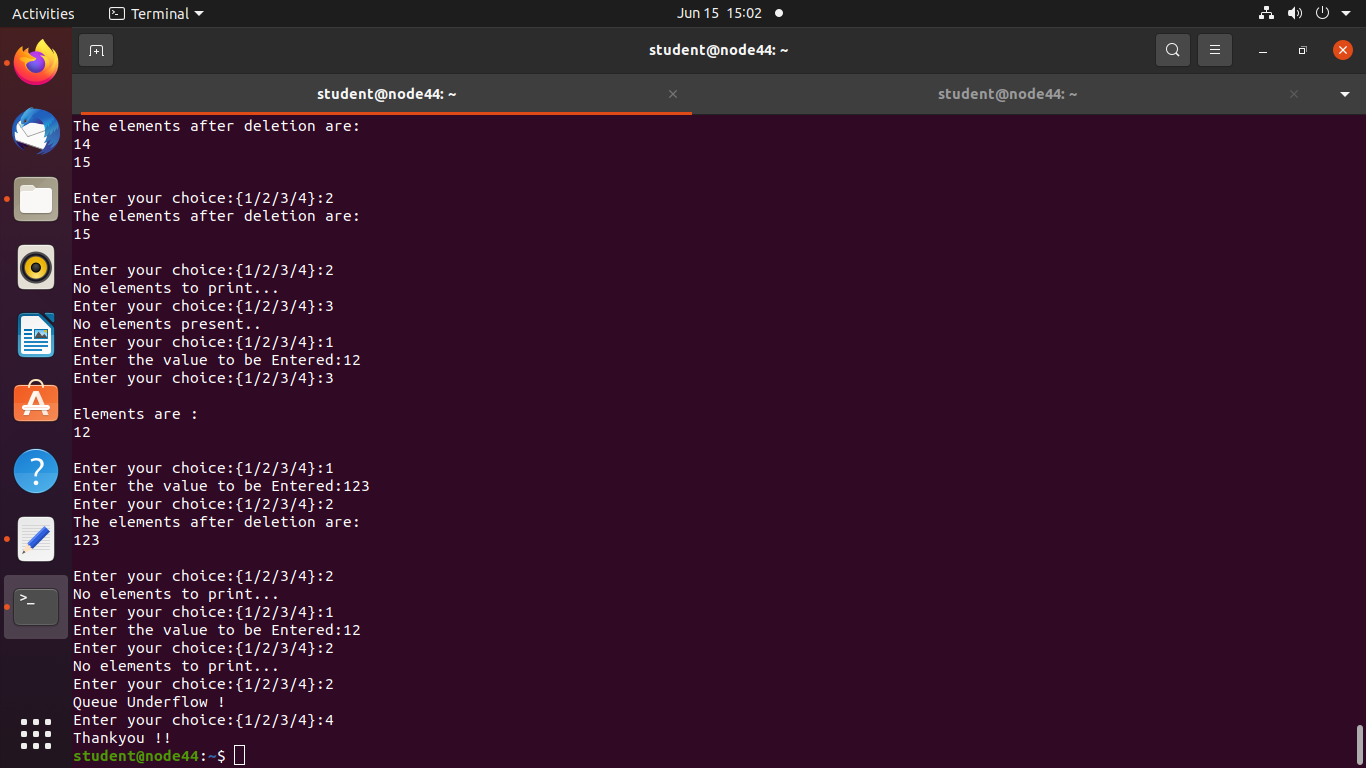 Activities Terminal Jun 15 15:02
student@node44: ~
student@node44: ~ student@node44: ~
The elements after deletion are:
14
15
Enter your choice:{1/2/3/4}:2
The elements after deletion are:
15
Enter your choice:{1/2/3/4}:2
No elements to print...
Enter your choice:{1/2/3/4}:3
No elements present..
Enter your choice:{1/2/3/4}:1
Enter the value to be Entered:12
Enter your choice:{1/2/3/4}:3
Elements are :
12
Enter your choice:{1/2/3/4}:1
Enter the value to be Entered:123
Enter your choice:{1/2/3/4}:2
The elements after deletion are:
123
Enter your choice:{1/2/3/4}:2
No elements to print...
Enter your choice:{1/2/3/4}:1
Enter the value to be Entered:12
Enter your choice:{1/2/3/4}:2
No elements to print...
Enter your choice:{1/2/3/4}:2
Queue Underflow !
Enter your choice:{1/2/3/4}:4
Thankyou !!
student@node44:~$